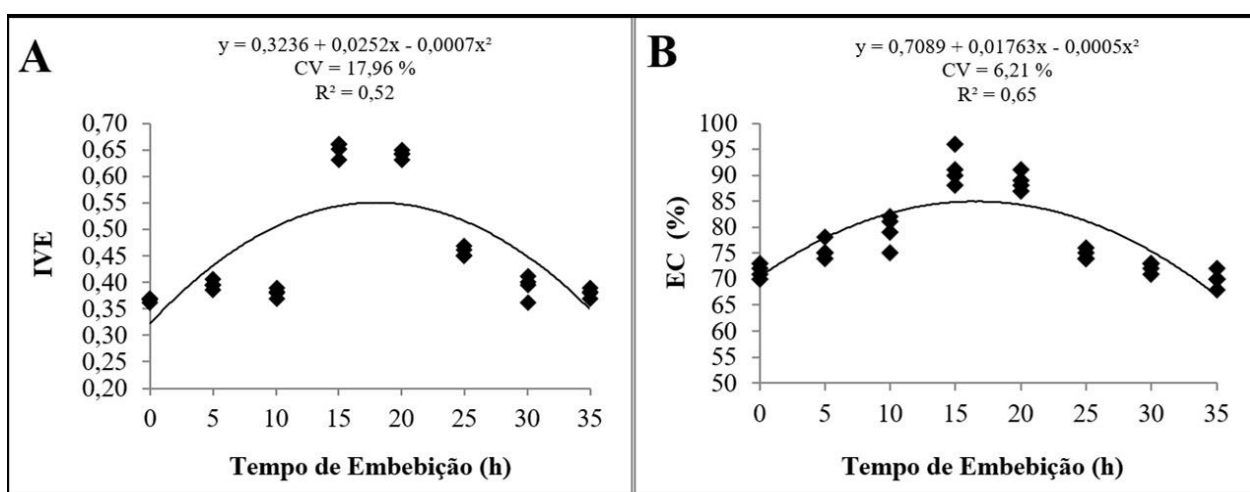 A
y = 0,3236 + 0,0252x - 0,0007x²
CV = 17,96 %
R² = 0,52
IVE
0,70
0,65
0,60
0,55
0,50
0,45
0,40
0,35
0,30
0,25
0,20
0 5 10 15 20 25 30 35
Tempo de Embebição (h)
B
y = 0,7089 + 0,01763x - 0,0005x²
CV = 6,21 %
R² = 0,65
EC (%)
100
95
90
85
80
75
70
65
60
55
50
0 5 10 15 20 25 30 35
Tempo de Embebição (h)